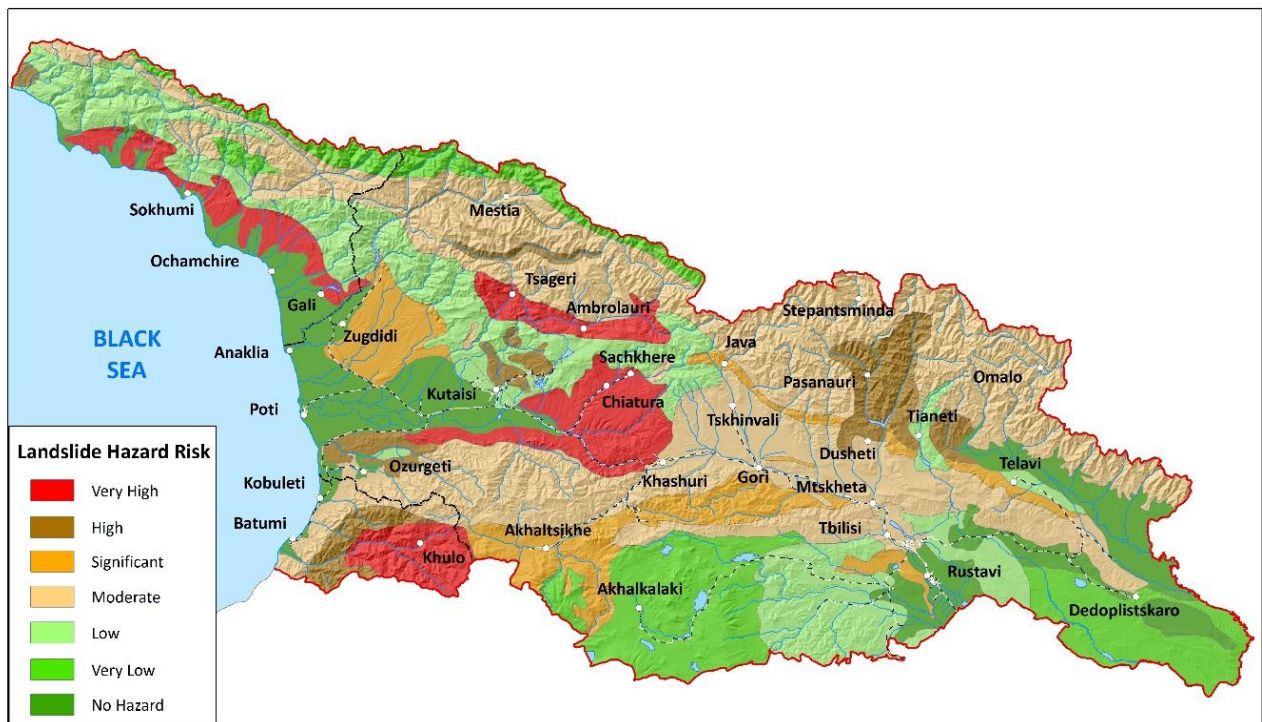 Mestia
Sokhumi
Ochamchire
Tsageri
Gali
Ambrolauri
Stepantsminda
Zugdidi
BLACK
SEA
Anaklia
Java
Sachkhere
Pasanauri
Omalo
Kutaisi
Chiatura
Poti
Tskhinvali
Tianeti
Dusheti
Landslide Hazard Risk
Very High
High
Significant
Moderate
Low
Very Low
No Hazard
Ozurgeti
Telavi
Khashuri
Gori
Kobuleti
Mtskheta
Batumi
Akhaltsikhe
Tbilisi
Khulo
Rustavi
Akhalkalaki
Dedoplistskaro